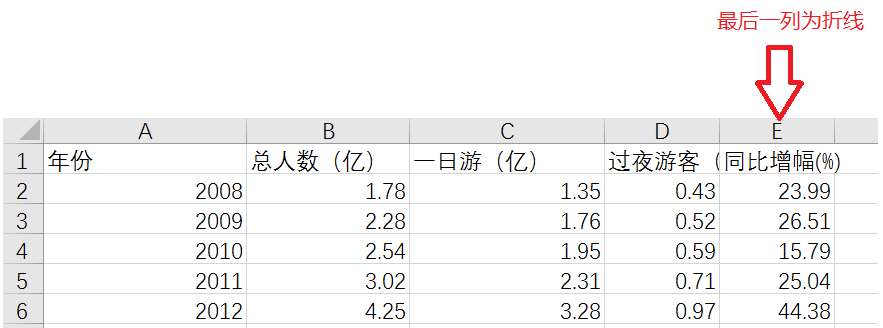 最后一列为折线
A B C D E
1 年份 总人数（亿） 一日游（亿） 过夜游客（ 同比增幅(%)
2 2008 1.78 1.35 0.43 23.99
3 2009 2.28 1.76 0.52 26.51
4 2010 2.54 1.95 0.59 15.79
5 2011 3.02 2.31 0.71 25.04
6 2012 4.25 3.28 0.97 44.38